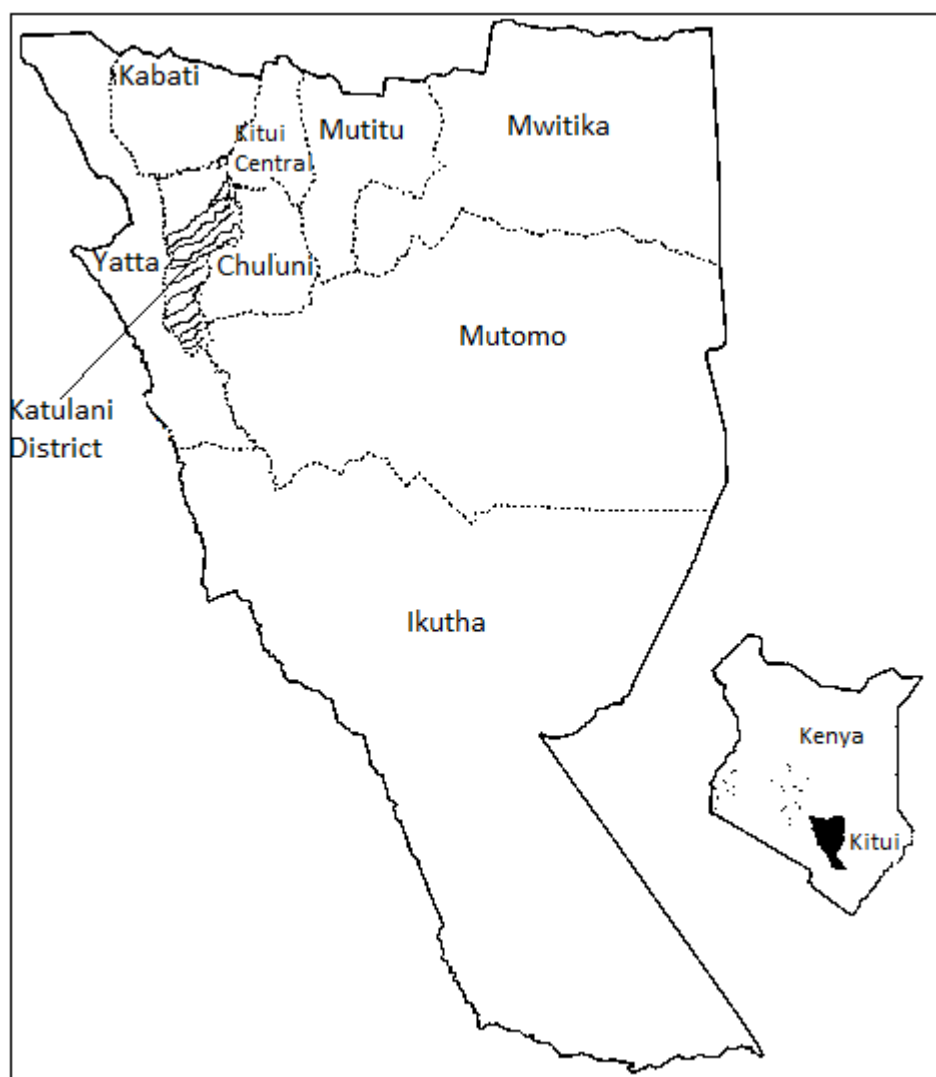 Kabati
Kitui
Central
Mutitu
Mwitika
Yatta
Chuluni
Mutomo
Katulani
District
Ikutha
Kenya
Kitui